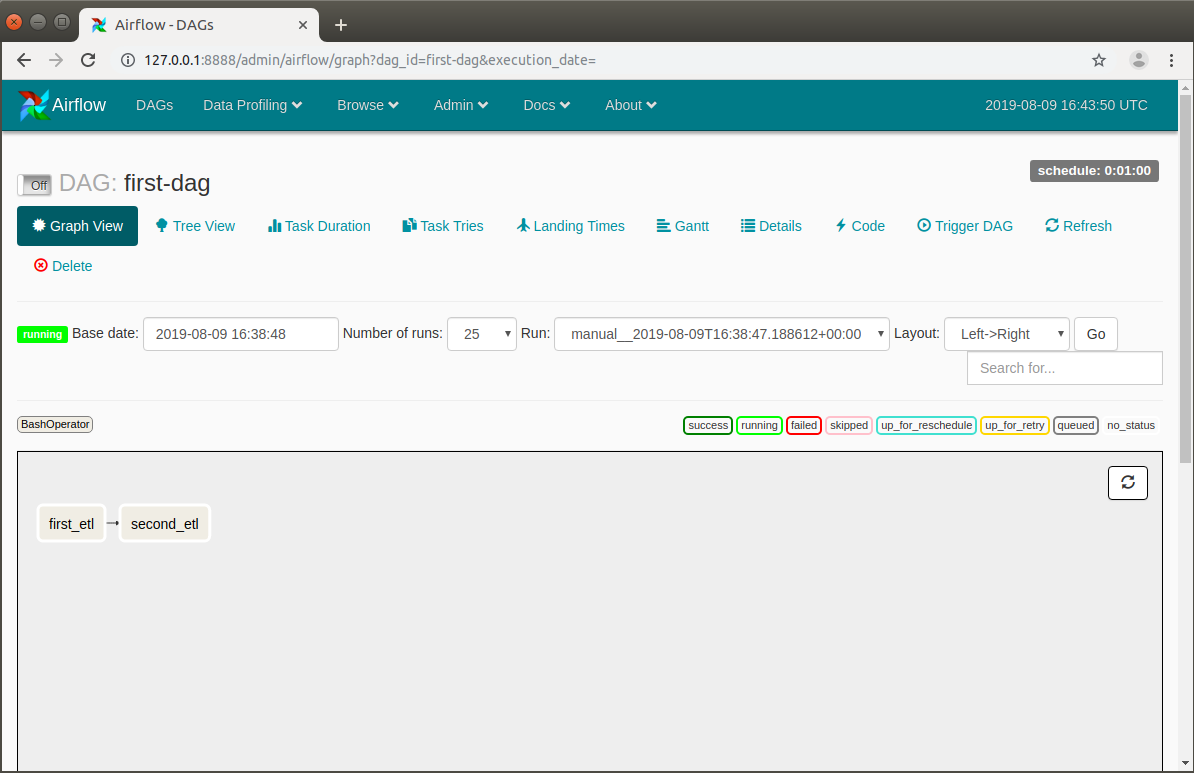 Airflow - DAGs
127.0.0.1:8888/admin/airflow/graph?dag_id=first-dag&execution_date=
Airflow DAGs Data Profiling Browse Admin Docs About 2019-08-09 16:43:50 UTC
schedule: 0:01:00
Off DAG: first-dag
Graph View Tree View Task Duration Task Tries Landing Times Gantt Details Code Trigger DAG Refresh
Delete
running Base date: 2019-08-09 16:38:48 Number of runs: 25 Run: manual__2019-08-09T16:38:47.188612+00:00 Layout: Left->Right Go
Search for...
BashOperator success running failed skipped up_for_reschedule up_for_retry queued no_status
first_etl second_etl